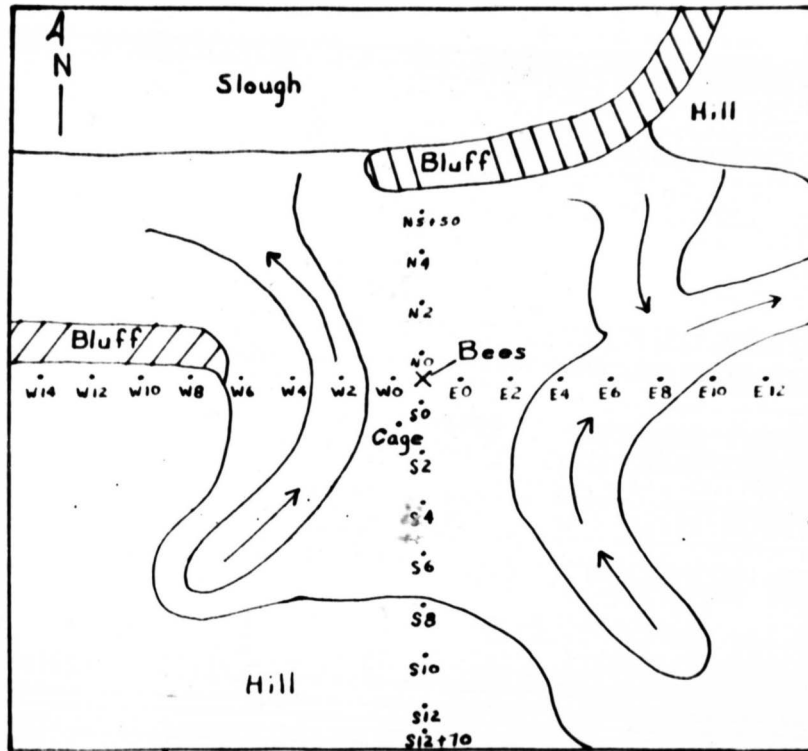 N
Slough
Hill
Bluff
N5+50
N4
N2
Bluff
N0
Bees
W14 W12 W10 W8 W6 W4 W2 W0 E0 E2 E4 E6 E8 E10 E12
S0
Cage
S2
S4
S6
S8
Hill
S10
S12
S12+70